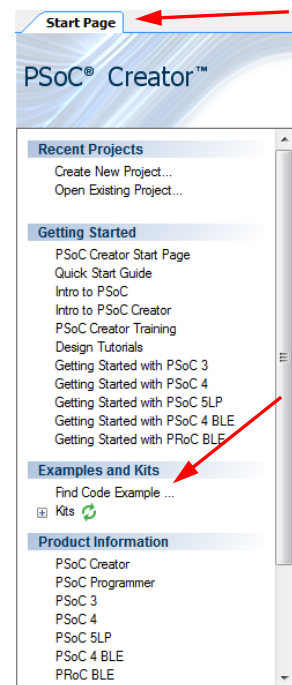 Start Page
PSoC® Creator™
Recent Projects
Create New Project...
Open Existing Project...
Getting Started
PSoC Creator Start Page
Quick Start Guide
Intro to PSoC
Intro to PSoC Creator
PSoC Creator Training
Design Tutorials
Getting Started with PSoC 3
Getting Started with PSoC 4
Getting Started with PSoC 5LP
Getting Started with PSoC 4 BLE
Getting Started with PRoC BLE
Examples and Kits
Find Code Example ...
Kits
Product Information
PSoC Creator
PSoC Programmer
PSoC 3
PSoC 4
PSoC 5LP
PSoC 4 BLE
PRoC BLE